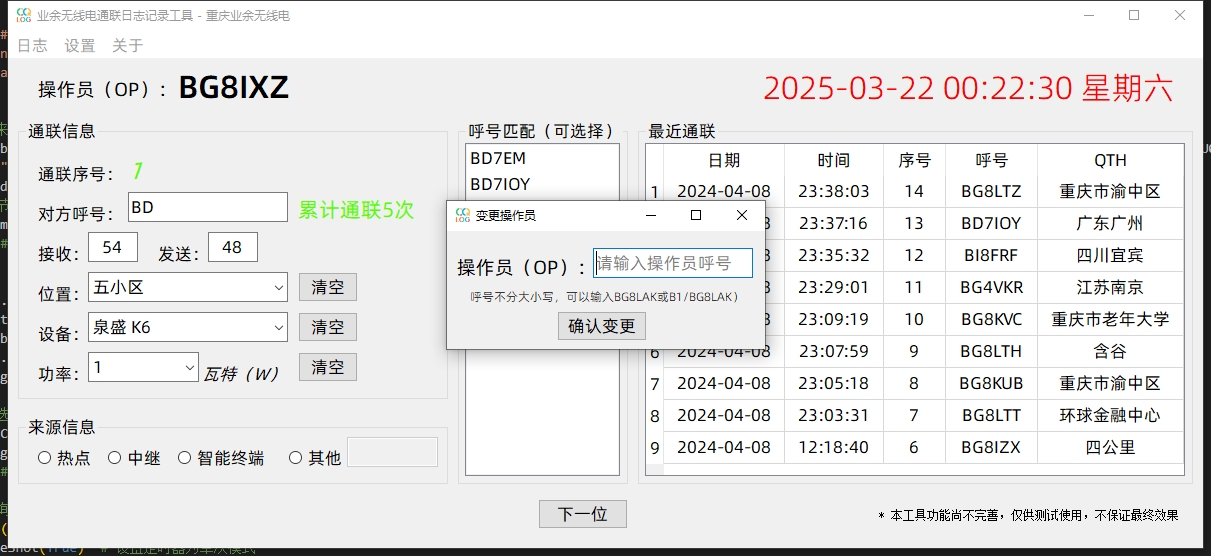 CQ LOG 业余无线电通联日志记录工具 - 重庆业余无线电
日志 设置 关于
操作员（OP）： BG8IXZ
2025-03-22 00:22:30 星期六
通联信息
通联序号： 1
对方呼号： BD 累计通联5次
接收： 54 发送： 48
位置： 五小区 清空
设备： 泉盛 K6 清空
功率： 1 瓦特（W） 清空
来源信息
热点 中继 智能终端 其他
呼号匹配（可选择）
BD7EM
BD7IOY
CQ LOG 变更操作员
操作员（OP）： 请输入操作员呼号
呼号不分大小写，可以输入BG8LAK或B1/BG8LAK）
确认变更
最近通联
日期 时间 序号 呼号 QTH
1 2024-04-08 23:38:03 14 BG8LTZ 重庆市渝中区
23:37:16 13 BD7IOY 广东广州
23:35:32 12 BI8FRF 四川宜宾
23:29:01 11 BG4VKR 江苏南京
23:09:19 10 BG8KVC 重庆市老年大学
6 2024-04-08 23:07:59 9 BG8LTH 含谷
7 2024-04-08 23:05:18 8 BG8KUB 重庆市渝中区
8 2024-04-08 23:03:31 7 BG8LTT 环球金融中心
9 2024-04-08 12:18:40 6 BG8IZX 四公里
下一位
* 本工具功能尚不完善，仅供测试使用，不保证最终效果